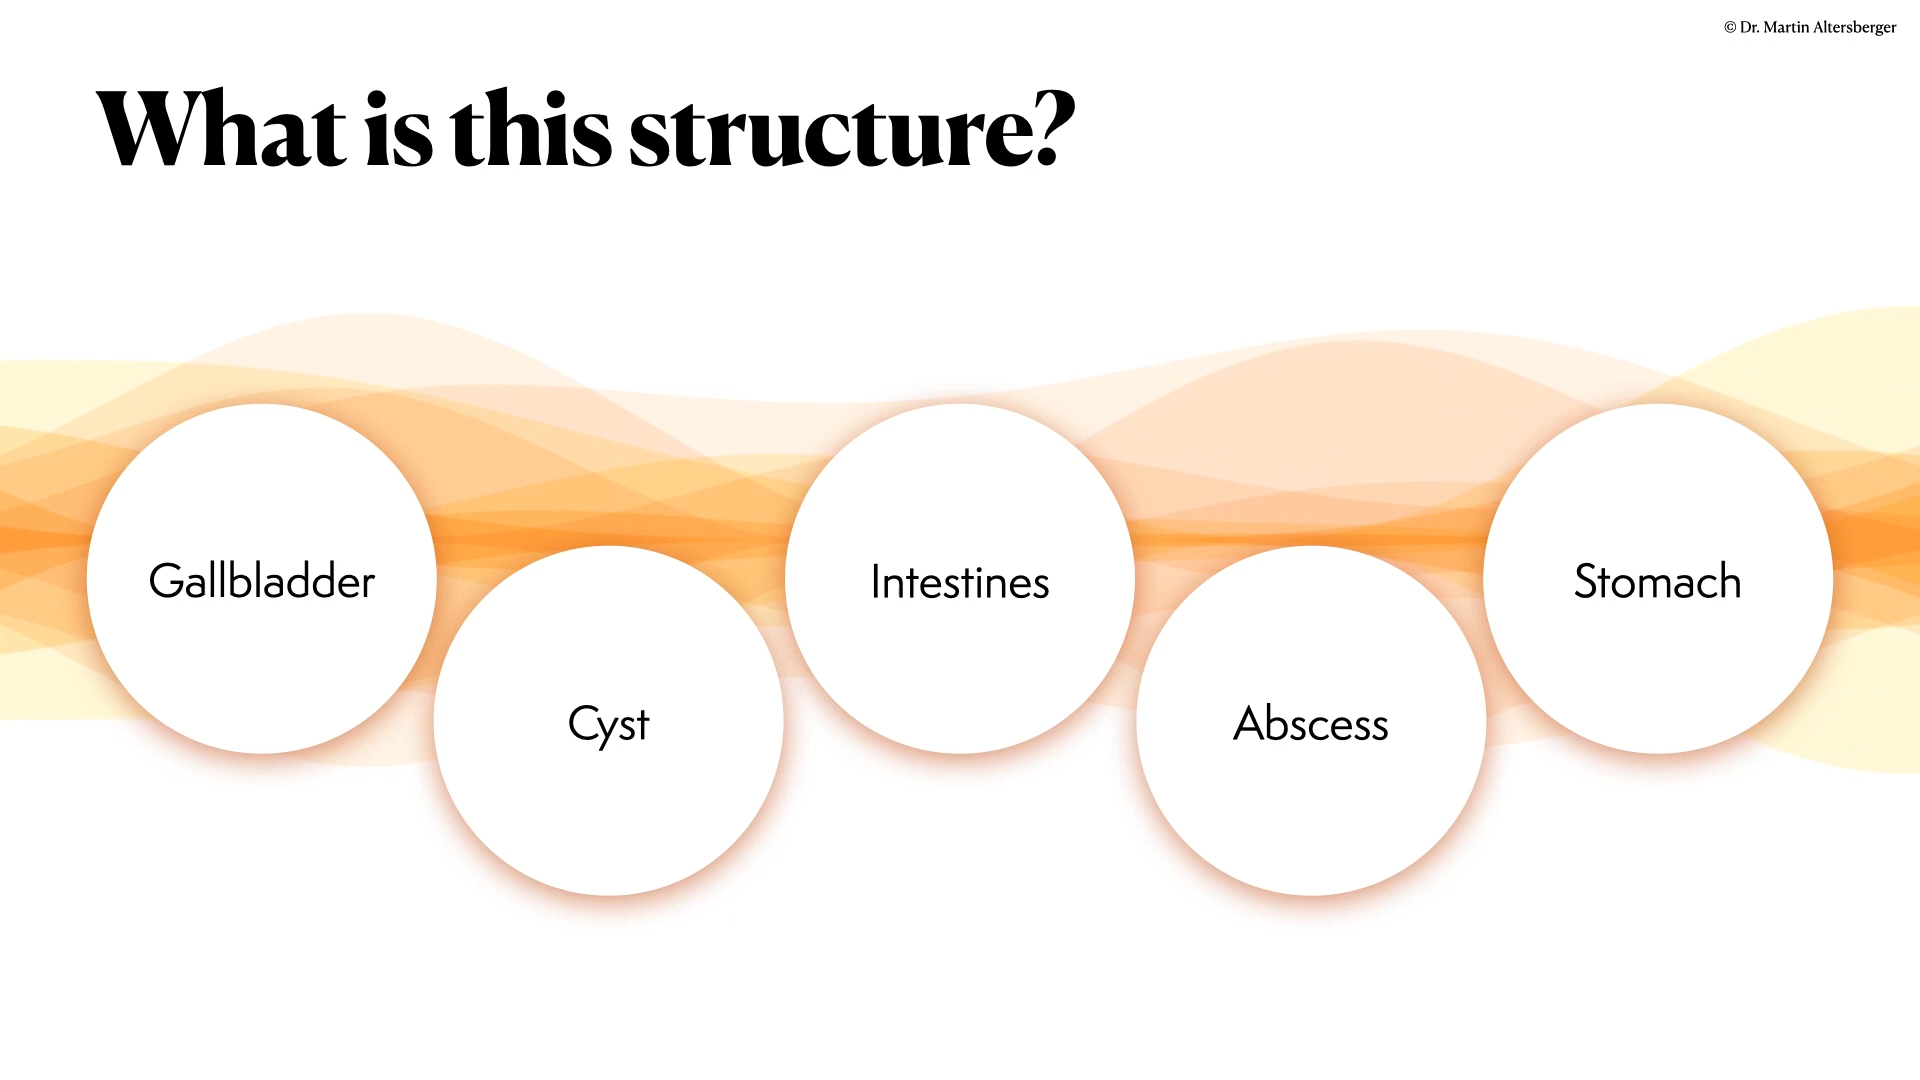 © Dr. Martin Altersberger
What is this structure?
Gallbladder
Cyst
Intestines
Abscess
Stomach